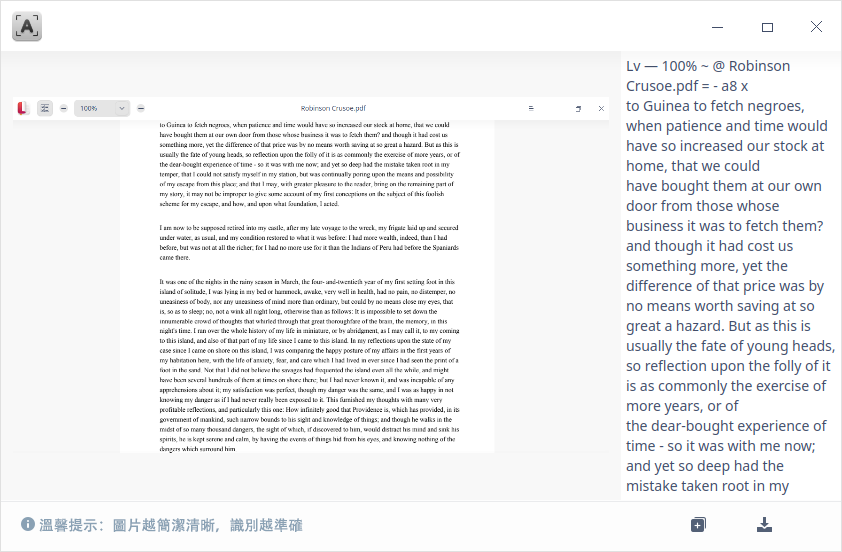 100%
Robinson Crusoe.pdf
to Guinea to fetch negroes, when patience and time would have so increased our stock at home, that we could
have bought them at our own door from those whose business it was to fetch them? and though it had cost us
something more, yet the difference of that price was by no means worth saving at so great a hazard. But as this is
usually the fate of young heads, so reflection upon the folly of it is as commonly the exercise of more years, or of
the dear-bought experience of time - so it was with me now; and yet so deep had the mistake taken root in my
temper, that I could not satisfy myself in my station, but was continually poring upon the means and possibility
of my escape from this place; and that I may, with greater pleasure to the reader, bring on the remaining part of
my story, it may not be improper to give some account of my first conceptions on the subject of this foolish
scheme for my escape, and how, and upon what foundation, I acted.
I am now to be supposed retired into my castle, after my late voyage to the wreck, my frigate laid up and secured
under water, as usual, and my condition restored to what it was before: I had more wealth, indeed, than I had
before, but was not at all the richer; for I had no more use for it than the Indians of Peru had before the Spaniards
came there.
It was one of the nights in the rainy season in March, the four- and-twentieth year of my first setting foot in this
island of solitude, I was lying in my bed or hammock, awake, very well in health, had no pain, no distemper, no
uneasiness of body, nor any uneasiness of mind more than ordinary, but could by no means close my eyes, that
is, so as to sleep; no, not a wink all night long, otherwise than as follows: It is impossible to set down the
innumerable crowd of thoughts that whirled through that great thoroughfare of the brain, the memory, in this
night's time. I ran over the whole history of my life in miniature, or by abridgment, as I may call it, to my coming
to this island, and also of that part of my life since I came to this island. In my reflections upon the state of my
case since I came on shore on this island, I was comparing the happy posture of my affairs in the first years of
my habitation here, with the life of anxiety, fear, and care which I had lived in ever since I had seen the print of a
foot in the sand. Not that I did not believe the savages had frequented the island even all the while, and might
have been several hundreds of them at times on shore there; but I had never known it, and was incapable of any
apprehensions about it; my satisfaction was perfect, though my danger was the same, and I was as happy in not
knowing my danger as if I had never really been exposed to it. This furnished my thoughts with many very
profitable reflections, and particularly this one: How infinitely good that Providence is, which has provided, in its
government of mankind, such narrow bounds to his sight and knowledge of things; and though he walks in the
midst of so many thousand dangers, the sight of which, if discovered to him, would distract his mind and sink his
spirits, he is kept serene and calm, by having the events of things hid from his eyes, and knowing nothing of the
dangers which surround him.
Lv — 100% ~ @ Robinson
Crusoe.pdf = - a8 x
to Guinea to fetch negroes,
when patience and time would
have so increased our stock at
home, that we could
have bought them at our own
door from those whose
business it was to fetch them?
and though it had cost us
something more, yet the
difference of that price was by
no means worth saving at so
great a hazard. But as this is
usually the fate of young heads,
so reflection upon the folly of it
is as commonly the exercise of
more years, or of
the dear-bought experience of
time - so it was with me now;
and yet so deep had the
mistake taken root in my
溫馨提示：圖片越簡潔清晰，識別越準確